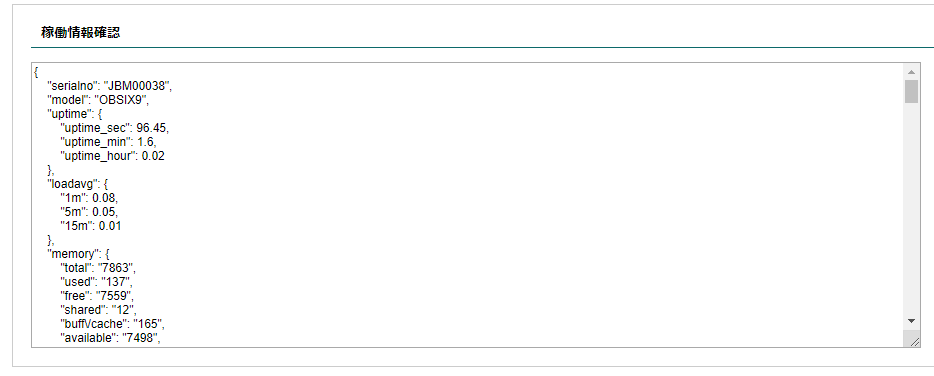 稼働情報確認
{
"serialno": "JBM00038",
"model": "OBSIX9",
"uptime": {
"uptime_sec": 96.45,
"uptime_min": 1.6,
"uptime_hour": 0.02
},
"loadavg": {
"1m": 0.08,
"5m": 0.05,
"15m": 0.01
},
"memory": {
"total": "7863",
"used": "137",
"free": "7559",
"shared": "12",
"buff\/cache": "165",
"available": "7498",